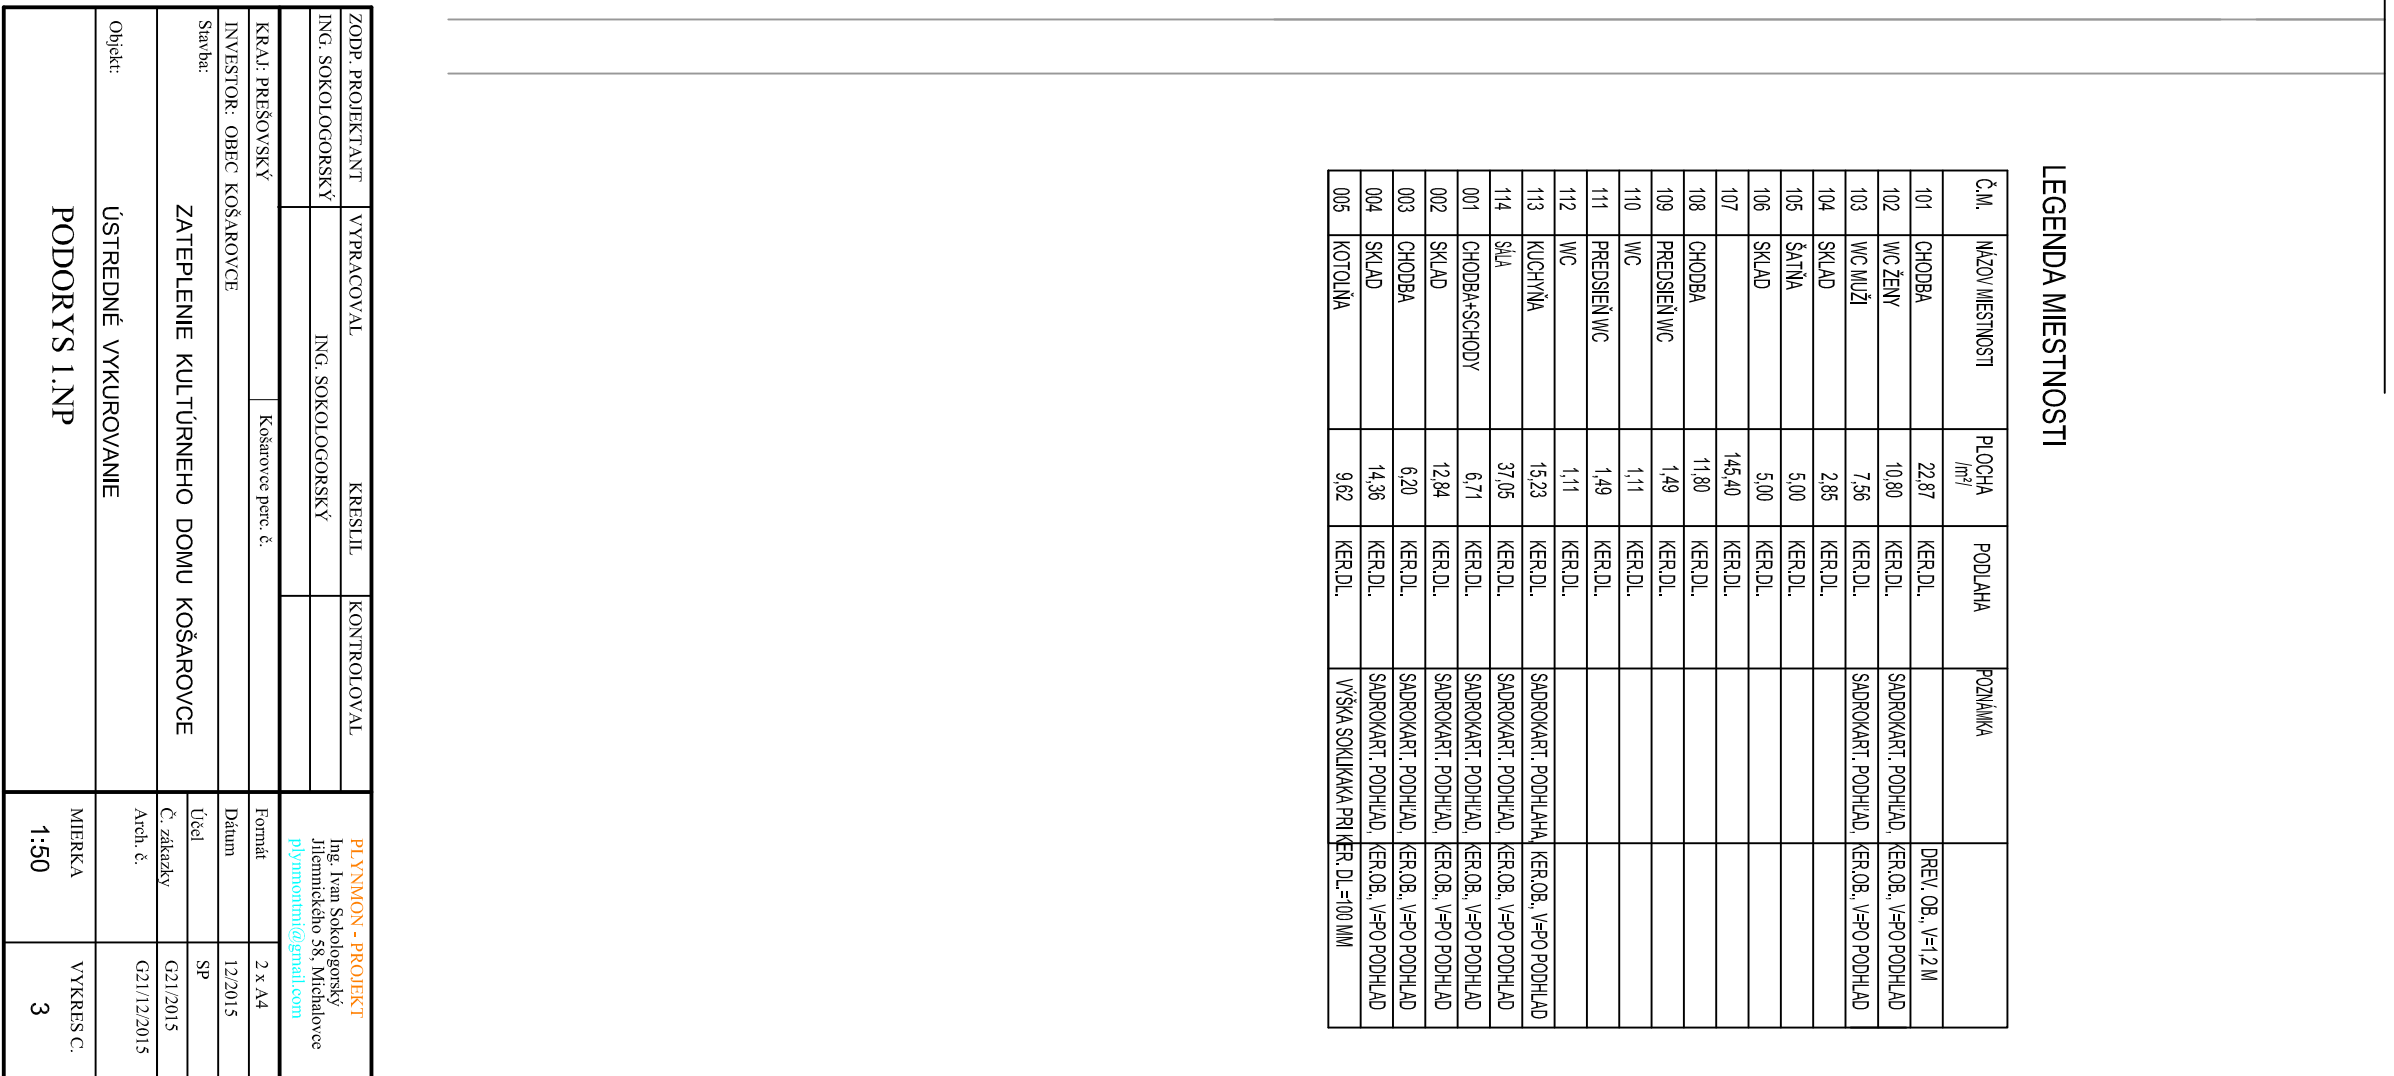 LEGENDA MIESTNOSTI
Č.M. NÁZOV MIESTNOSTI PLOCHA /m²/ PODLAHA POZNÁMKA
101 CHODBA 22,87 KER.DL. DREV. OB., V=1,2 M
102 WC ŽENY 10,80 KER.DL. SADROKART. PODHĽAD, KER.OB., V=PO PODHLAD
103 WC MUŽI 7,56 KER.DL. SADROKART. PODHĽAD, KER.OB., V=PO PODHLAD
104 SKLAD 2,85 KER.DL.
105 ŠATŇA 5,00 KER.DL.
106 SKLAD 5,00 KER.DL.
107 145,40 KER.DL.
108 CHODBA 11,80 KER.DL.
109 PREDSIEŇ WC 1,49 KER.DL.
110 WC 1,11 KER.DL.
111 PREDSIEŇ WC 1,49 KER.DL.
112 WC 1,11 KER.DL.
113 KUCHYŇA 15,23 KER.DL. SADROKART. PODHLAHA, KER.OB., V=PO PODHLAD
114 SÁLA 37,05 KER.DL. SADROKART. PODHĽAD, KER.OB., V=PO PODHLAD
001 CHODBA+SCHODY 6,71 KER.DL. SADROKART. PODHĽAD, KER.OB., V=PO PODHLAD
002 SKLAD 12,84 KER.DL. SADROKART. PODHĽAD, KER.OB., V=PO PODHLAD
003 CHODBA 6,20 KER.DL. SADROKART. PODHĽAD, KER.OB., V=PO PODHLAD
004 SKLAD 14,36 KER.DL. SADROKART. PODHĽAD, KER.OB., V=PO PODHLAD
005 KOTOLŇA 9,62 KER.DL. VÝŠKA SOKLIKAKA PRI KER. DL.=100 MM
ZODP. PROJEKTANT VYPRACOVAL KRESLIL KONTROLOVAL
ING. SOKOLOGORSKÝ ING. SOKOLOGORSKÝ
PLYNMON - PROJEKT
Ing. Ivan Sokologorský
Jilemnického 58, Michalovce
plynmontmi@gmail.com
KRAJ: PREŠOVSKÝ Košarovce perc. č. Formát 2 x A4
INVESTOR: OBEC KOŠAROVCE Dátum 12/2015
Stavba: Účel SP
ZATEPLENIE KULTÚRNEHO DOMU KOŠAROVCE
Č. zákazky G21/2015
Arch. č. G21/12/2015
Objekt: ÚSTREDNÉ VYKUROVANIE
MIERKA VYKRES C.
PODORYS 1.NP
1:50 3